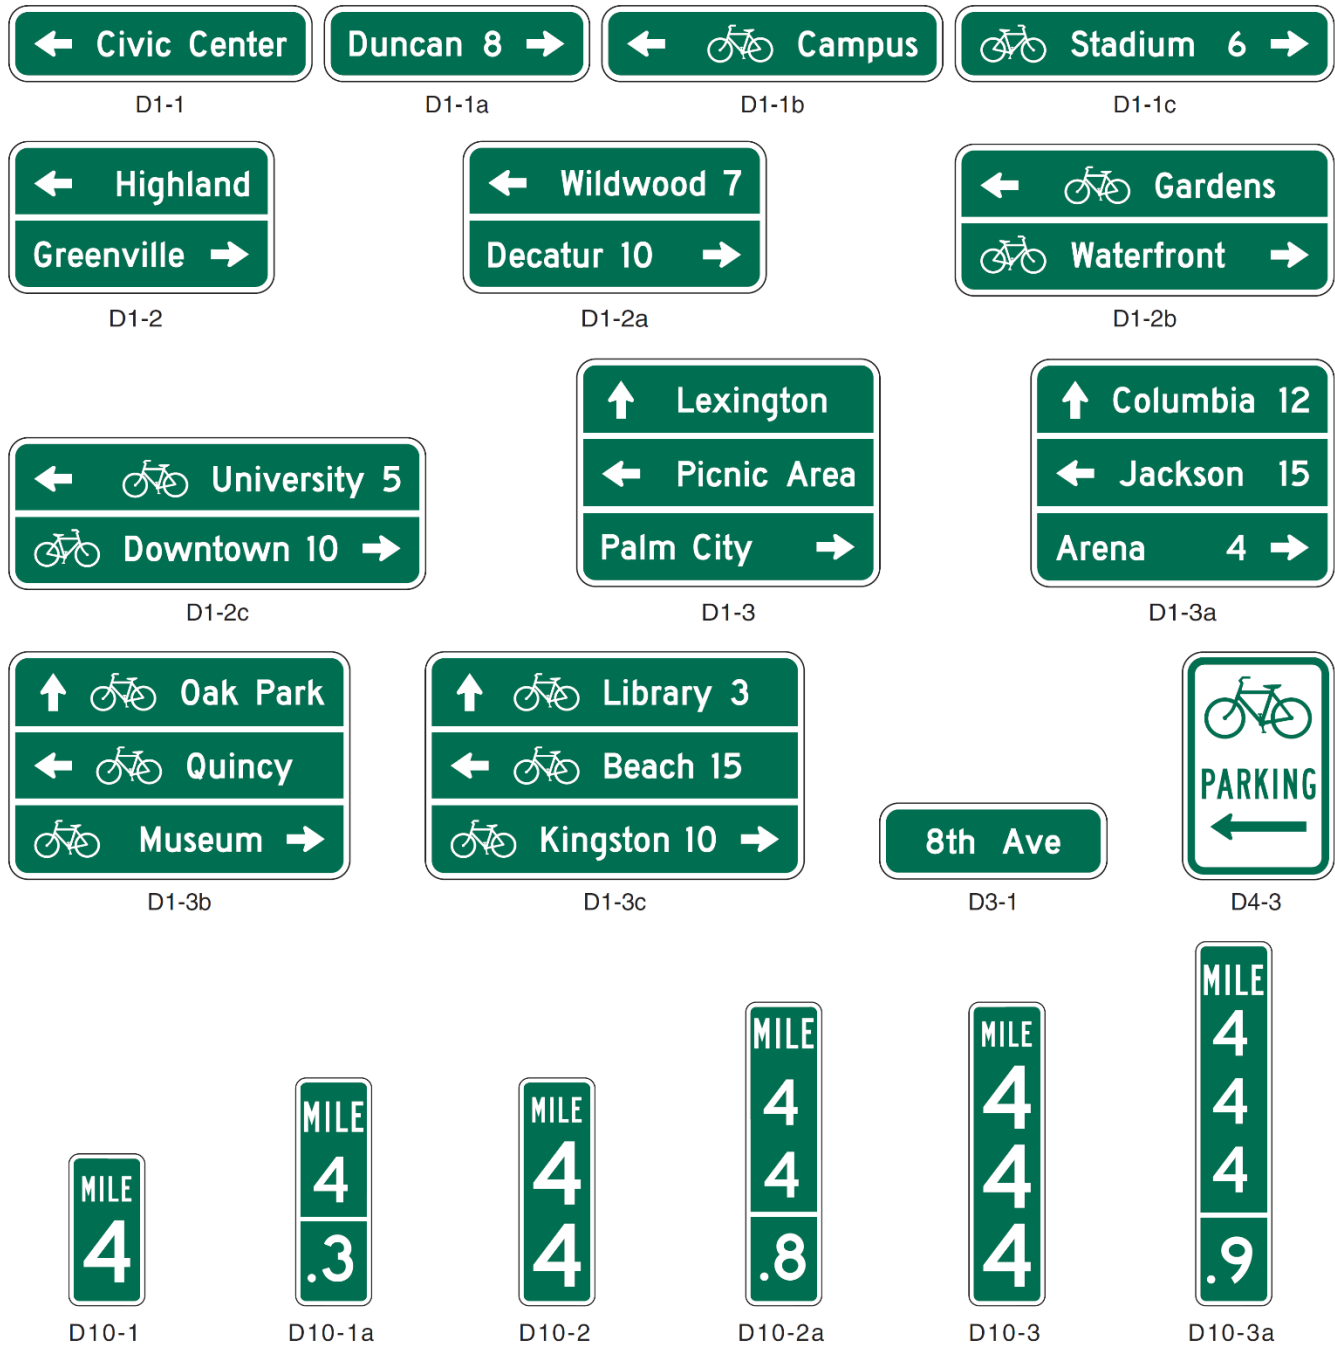 Civic Center
Duncan 8
Campus
Stadium 6
D1-1
D1-1a
D1-1b
D1-1c
Highland
Greenville
Wildwood 7
Decatur 10
Gardens
Waterfront
D1-2
D1-2a
D1-2b
University 5
Downtown 10
Lexington
Picnic Area
Palm City
Columbia 12
Jackson 15
Arena 4
D1-2c
D1-3
D1-3a
Oak Park
Quincy
Museum
Library 3
Beach 15
Kingston 10
8th Ave
PARKING
D1-3b
D1-3c
D3-1
D4-3
MILE
4
MILE
4
.3
MILE
4
4
MILE
4
4
.8
MILE
4
4
4
MILE
4
4
4
.9
D10-1
D10-1a
D10-2
D10-2a
D10-3
D10-3a